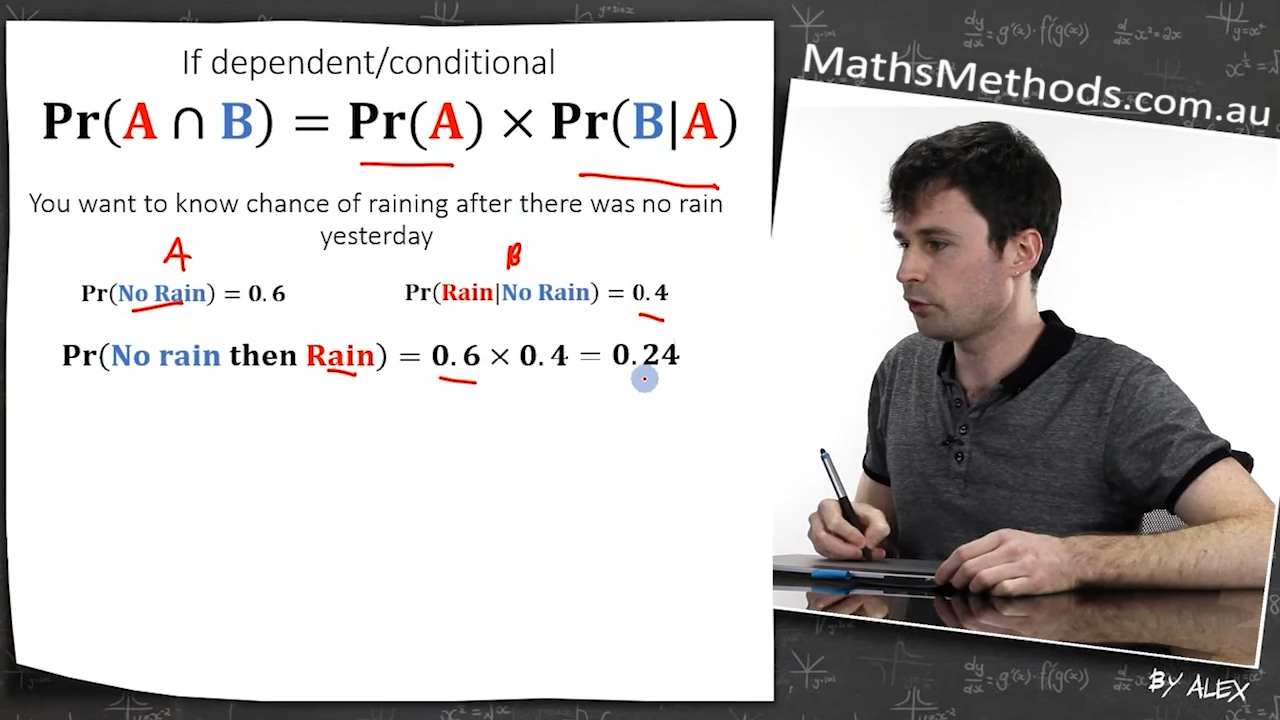 If dependent/conditional
Pr(A ∩ B) = Pr(A) × Pr(B|A)
You want to know chance of raining after there was no rain
yesterday
A B
Pr(No Rain) = 0.6 Pr(Rain|No Rain) = 0.4
Pr(No rain then Rain) = 0.6 × 0.4 = 0.24
MathsMethods.com.au
BY ALEX